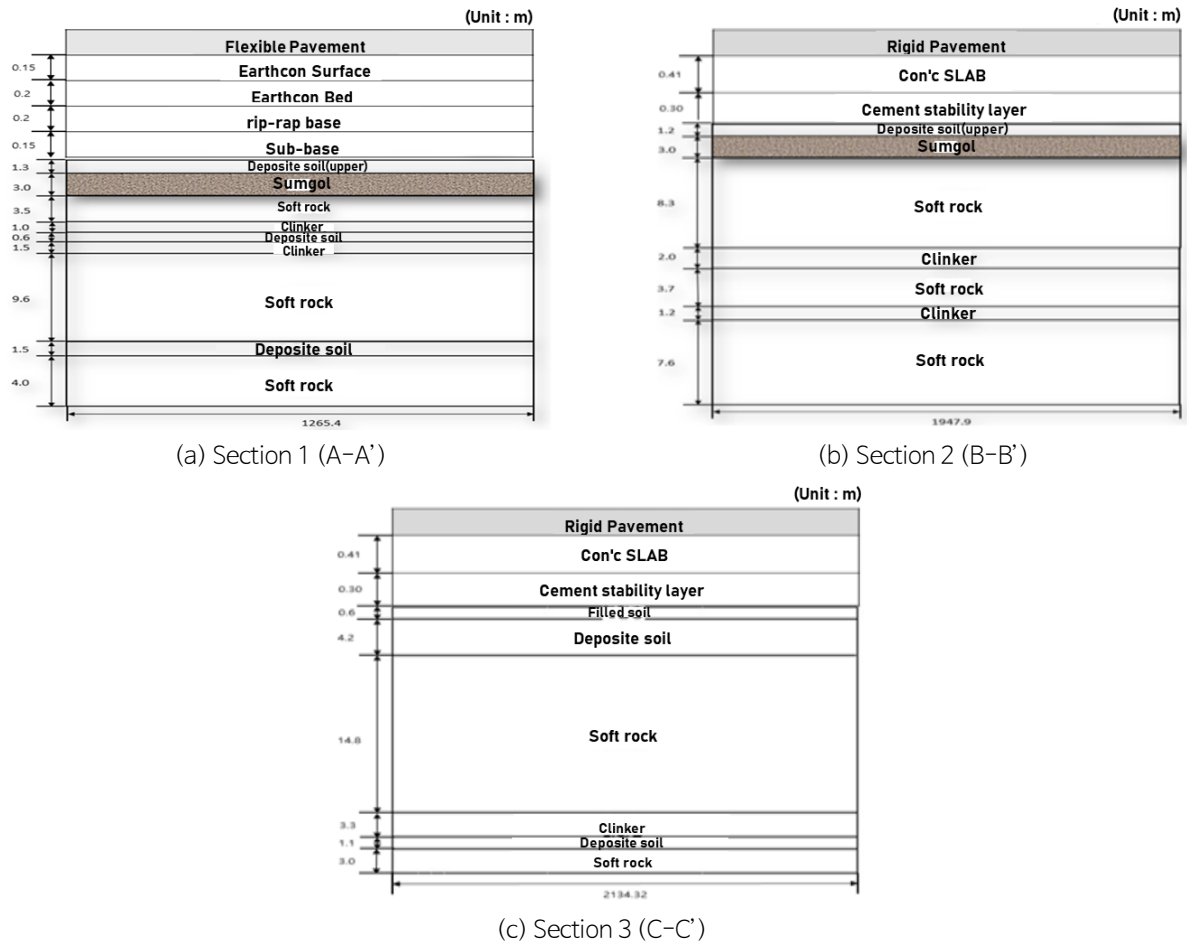 (Unit : m)
Flexible Pavement
0.15 Earthcon Surface
0.2 Earthcon Bed
0.2 rip-rap base
0.15 Sub-base
1.3 Deposite soil(upper)
3.0 Sumgol
3.5 Soft rock
1.0 Clinker
0.6 Deposite soil
1.5 Clinker
9.6 Soft rock
1.5 Deposite soil
4.0 Soft rock
1265.4
(a) Section 1 (A-A’)
(Unit : m)
Rigid Pavement
0.41 Con'c SLAB
0.30 Cement stability layer
1.2 Deposite soil(upper)
3.0 Sumgol
8.3 Soft rock
2.0 Clinker
3.7 Soft rock
1.2 Clinker
7.6 Soft rock
1947.9
(b) Section 2 (B-B’)
(Unit : m)
Rigid Pavement
0.41 Con'c SLAB
0.30 Cement stability layer
0.6 Filled soil
4.2 Deposite soil
14.8 Soft rock
3.3 Clinker
1.1 Deposite soil
3.0 Soft rock
2134.32
(c) Section 3 (C-C’)